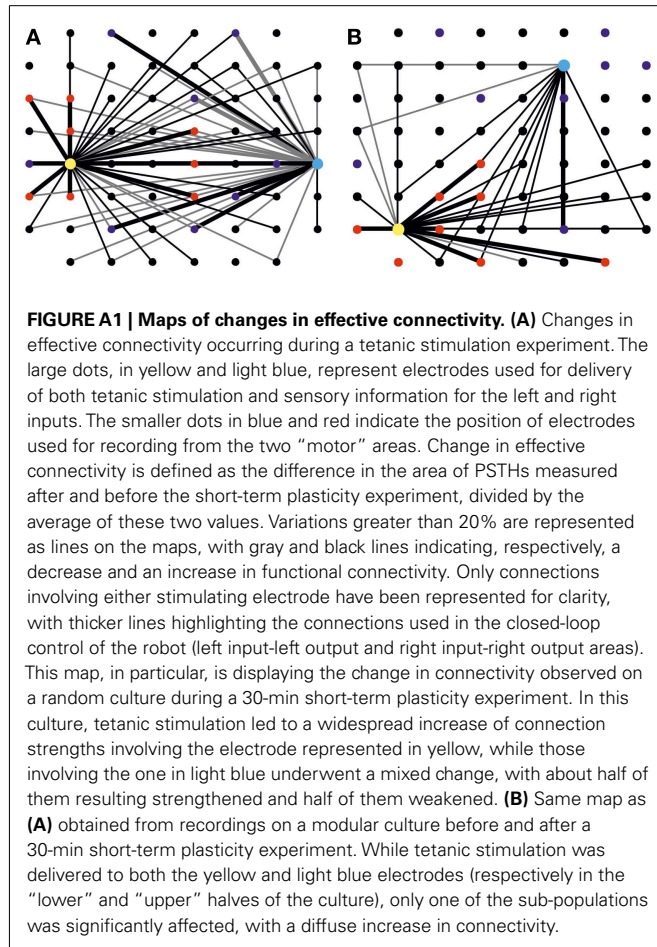 A
B
FIGURE A1 | Maps of changes in effective connectivity. (A) Changes in
effective connectivity occurring during a tetanic stimulation experiment. The
large dots, in yellow and light blue, represent electrodes used for delivery
of both tetanic stimulation and sensory information for the left and right
inputs. The smaller dots in blue and red indicate the position of electrodes
used for recording from the two “motor” areas. Change in effective
connectivity is defined as the difference in the area of PSTHs measured
after and before the short-term plasticity experiment, divided by the
average of these two values. Variations greater than 20% are represented
as lines on the maps, with gray and black lines indicating, respectively, a
decrease and an increase in functional connectivity. Only connections
involving either stimulating electrode have been represented for clarity,
with thicker lines highlighting the connections used in the closed-loop
control of the robot (left input-left output and right input-right output areas).
This map, in particular, is displaying the change in connectivity observed on
a random culture during a 30-min short-term plasticity experiment. In this
culture, tetanic stimulation led to a widespread increase of connection
strengths involving the electrode represented in yellow, while those
involving the one in light blue underwent a mixed change, with about half of
them resulting strengthened and half of them weakened. (B) Same map as
(A) obtained from recordings on a modular culture before and after a
30-min short-term plasticity experiment. While tetanic stimulation was
delivered to both the yellow and light blue electrodes (respectively in the
“lower” and “upper” halves of the culture), only one of the sub-populations
was significantly affected, with a diffuse increase in connectivity.